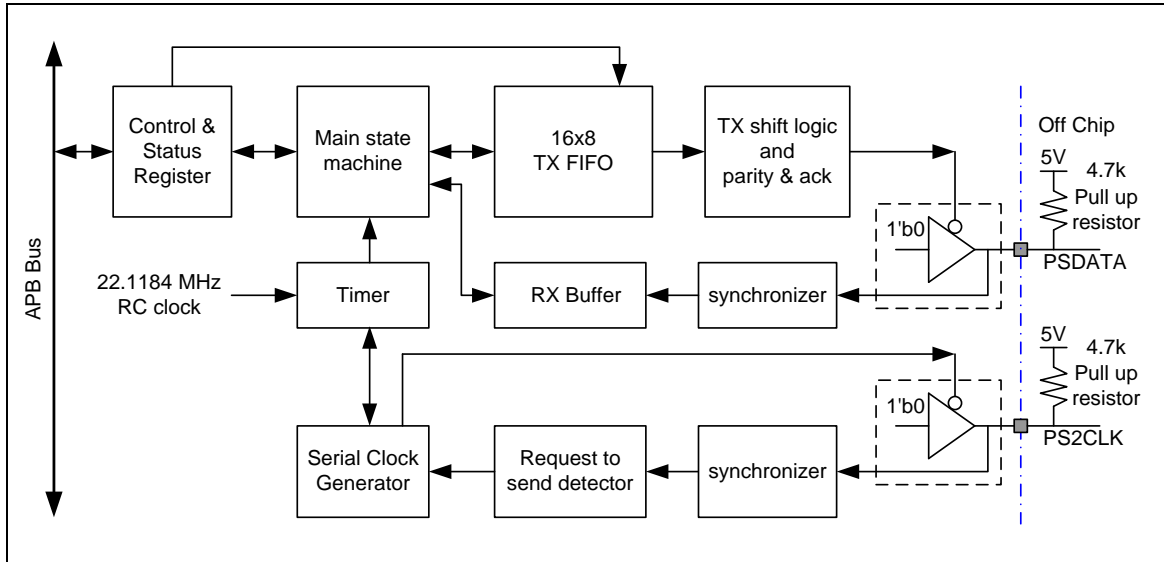 APB Bus
Control &
Status
Register
Main state
machine
16x8
TX FIFO
TX shift logic
and
parity & ack
Off Chip
5V
4.7k
Pull up
resistor
1'b0
PSDATA
22.1184 MHz
RC clock
Timer
RX Buffer
synchronizer
5V
4.7k
Pull up
resistor
1'b0
PS2CLK
Serial Clock
Generator
Request to
send detector
synchronizer